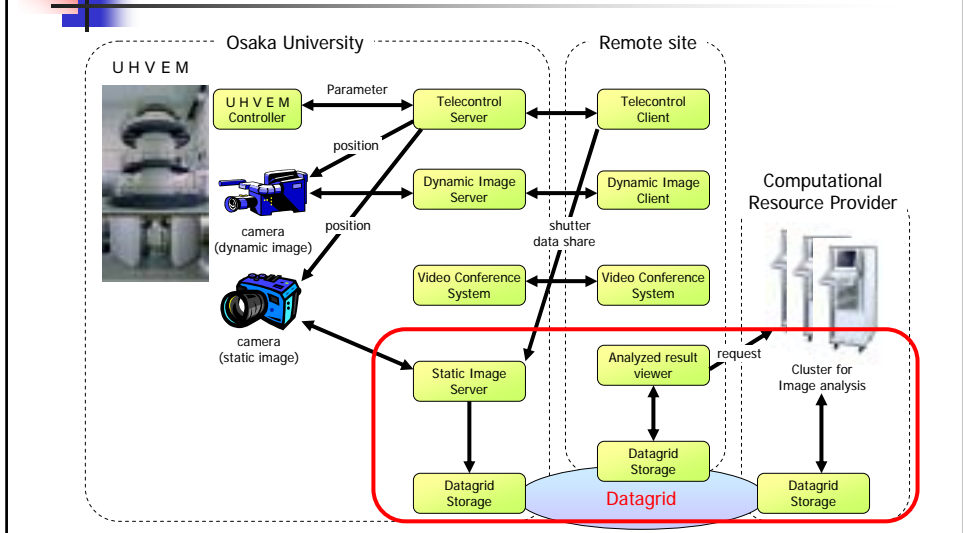 Osaka University
Remote site
U H V E M
U H V E M
Controller
Parameter
Telecontrol
Server
Telecontrol
Client
position
Dynamic Image
Server
Dynamic Image
Client
camera
(dynamic image)
position
shutter
data share
Computational
Resource Provider
Video Conference
System
Video Conference
System
camera
(static image)
Static Image
Server
Analyzed result
viewer
request
Cluster for
Image analysis
Datagrid
Storage
Datagrid
Storage
Datagrid
Datagrid
Storage